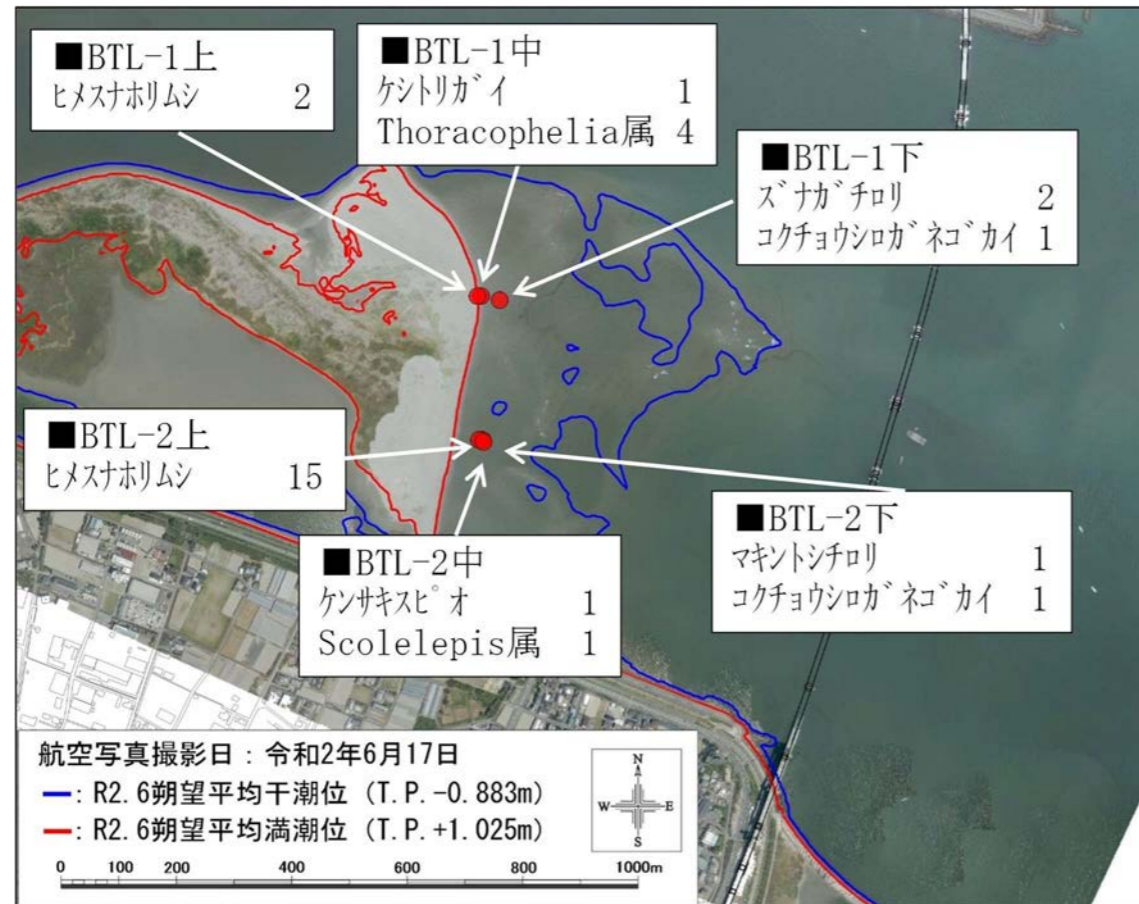 ■BTL-1上
ヒメスナホリムシ 2
■BTL-1中
ケシトリガイ 1
Thoracophelia属 4
■BTL-1下
ズナガチロリ 2
コクチョウシロガネゴカイ 1
■BTL-2上
ヒメスナホリムシ 15
■BTL-2中
ケンサキスピオ 1
Scolelepis属 1
■BTL-2下
マキントシチロリ 1
コクチョウシロガネゴカイ 1
航空写真撮影日：令和2年6月17日
━：R2.6朔望平均干潮位（T.P.-0.883m）
━：R2.6朔望平均満潮位（T.P.+1.025m）
N
W E
S
0 100 200 400 600 800 1000m